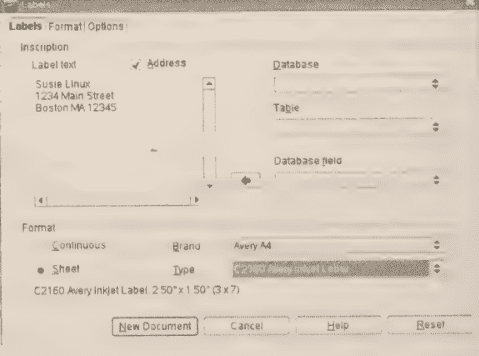 Labels
Labels Format Options
Inscription
Label text Address Database
Susie Linux
1234 Main Street
Boston MA 12345
Table
Database field
Format
Continuous Brand Avery A4
Sheet Type C2160 Avery Inkjet Label
C2160 Avery Inkjet Label: 2.50" x 1.50" (3 x 7)
New Document Cancel Help Reset